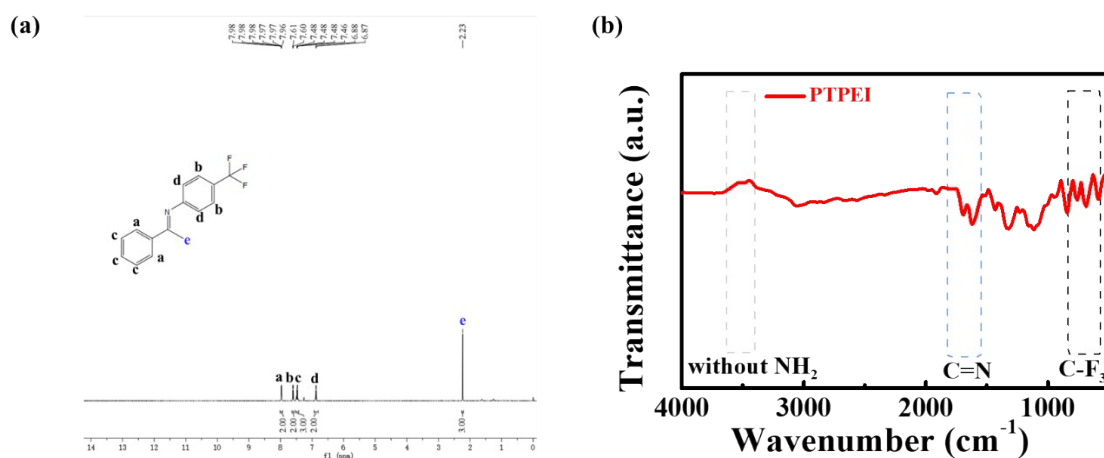 (a)
7.98
7.98
7.98
7.97
7.97
7.96
7.61
7.60
7.48
7.48
7.48
7.46
6.88
6.87
—2.23
b
F
d
F
F
N
b
a
d
c
e
c
a
c
e
a b c d
2.00
2.00
3.00
2.00
3.00
14 13 12 11 10 9 8 7 6 5 4 3 2 1 0
f1 (ppm)
(b)
PTPEI
Transmittance (a.u.)
without NH₂
C=N
C-F₃
4000 3000 2000 1000
Wavenumber (cm⁻¹)